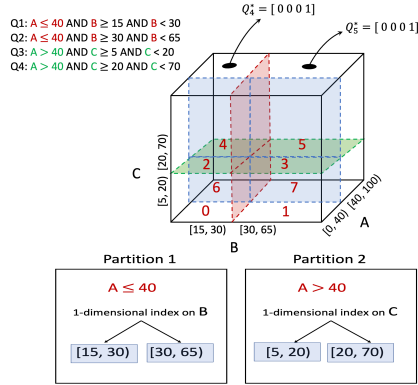 Q1: A ≤ 40 AND B ≥ 15 AND B < 30
Q2: A ≤ 40 AND B ≥ 30 AND B < 65
Q3: A > 40 AND C ≥ 5 AND C < 20
Q4: A > 40 AND C ≥ 20 AND C < 70
Q₄* = [0 0 0 1]
Q₅* = [0 0 0 1]
4
5
2
3
6
7
0
1
C
[5, 20) [20, 70)
[15, 30) [30, 65)
B
[0, 40) [40, 100)
A
Partition 1
A ≤ 40
1-dimensional index on B
[15, 30) [30, 65)
Partition 2
A > 40
1-dimensional index on C
[5, 20) [20, 70)